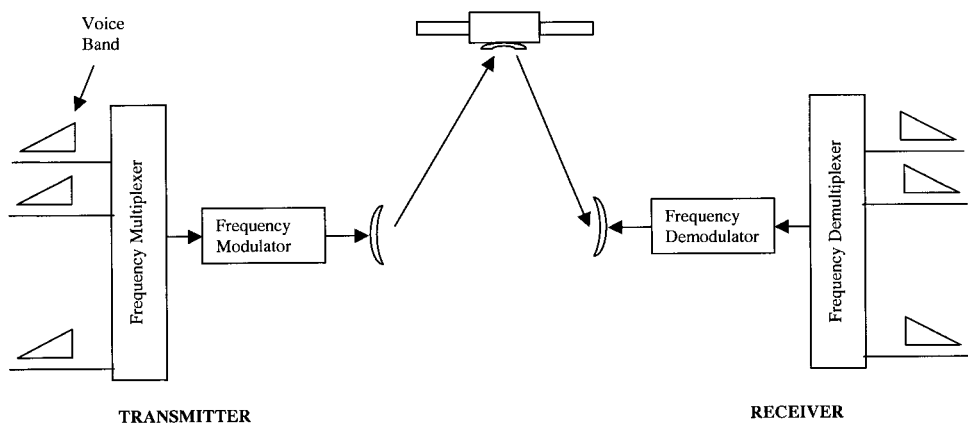 Voice
Band
Frequency Multiplexer
Frequency
Modulator
Frequency
Demodulator
Frequency Demultiplexer
TRANSMITTER
RECEIVER